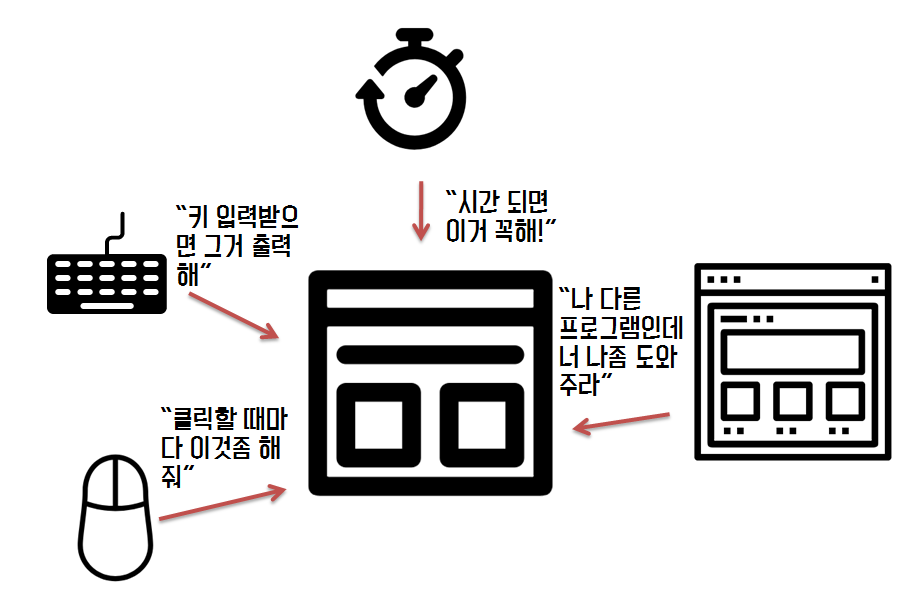 “시간 되면
이거 꼭해!”
“키 입력받으
면 그거 출력
해”
“나 다른
프로그램인데
너 나좀 도와
주라”
“클릭할 때마
다 이것좀 해
줘”